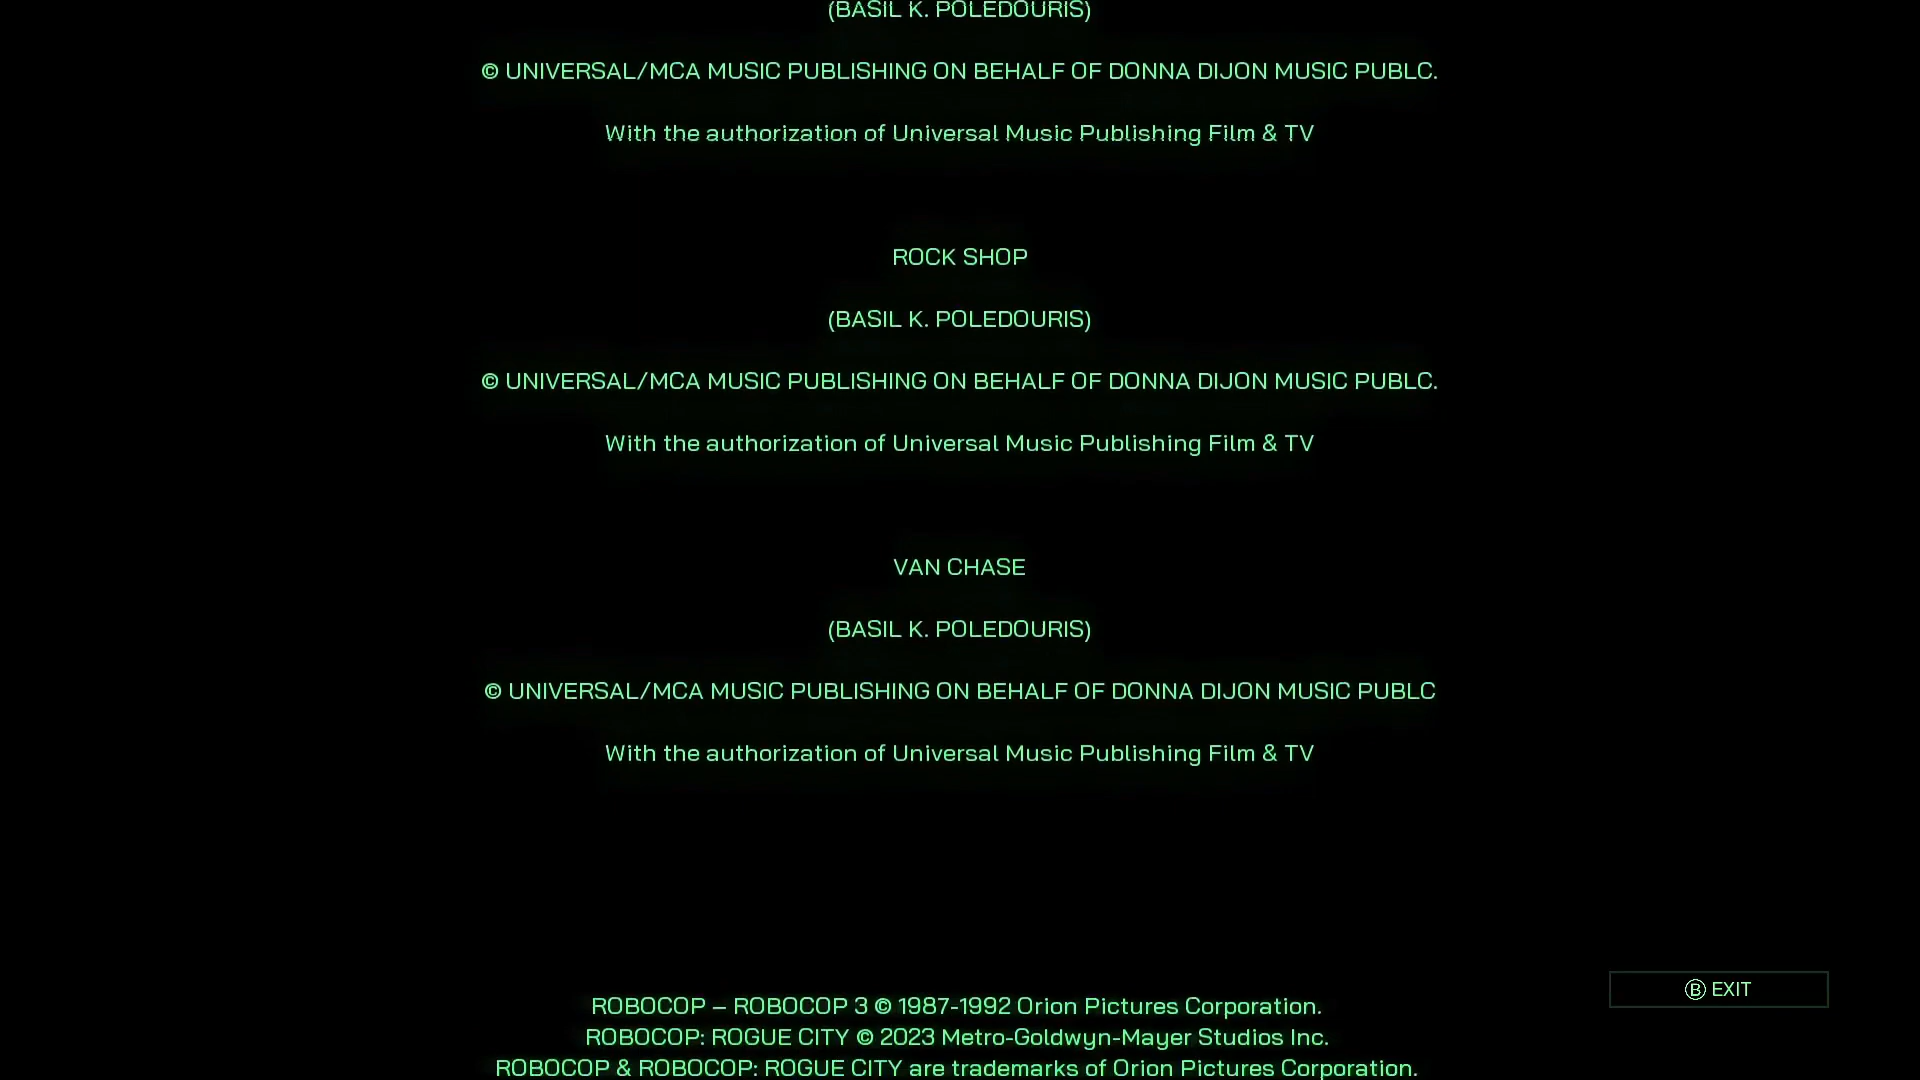 (BASIL K. POLEDOURIS)
© UNIVERSAL/MCA MUSIC PUBLISHING ON BEHALF OF DONNA DIJON MUSIC PUBLC.
With the authorization of Universal Music Publishing Film & TV
ROCK SHOP
(BASIL K. POLEDOURIS)
© UNIVERSAL/MCA MUSIC PUBLISHING ON BEHALF OF DONNA DIJON MUSIC PUBLC.
With the authorization of Universal Music Publishing Film & TV
VAN CHASE
(BASIL K. POLEDOURIS)
© UNIVERSAL/MCA MUSIC PUBLISHING ON BEHALF OF DONNA DIJON MUSIC PUBLC
With the authorization of Universal Music Publishing Film & TV
Ⓑ EXIT
ROBOCOP – ROBOCOP 3 © 1987-1992 Orion Pictures Corporation.
ROBOCOP: ROGUE CITY © 2023 Metro-Goldwyn-Mayer Studios Inc.
ROBOCOP & ROBOCOP: ROGUE CITY are trademarks of Orion Pictures Corporation.